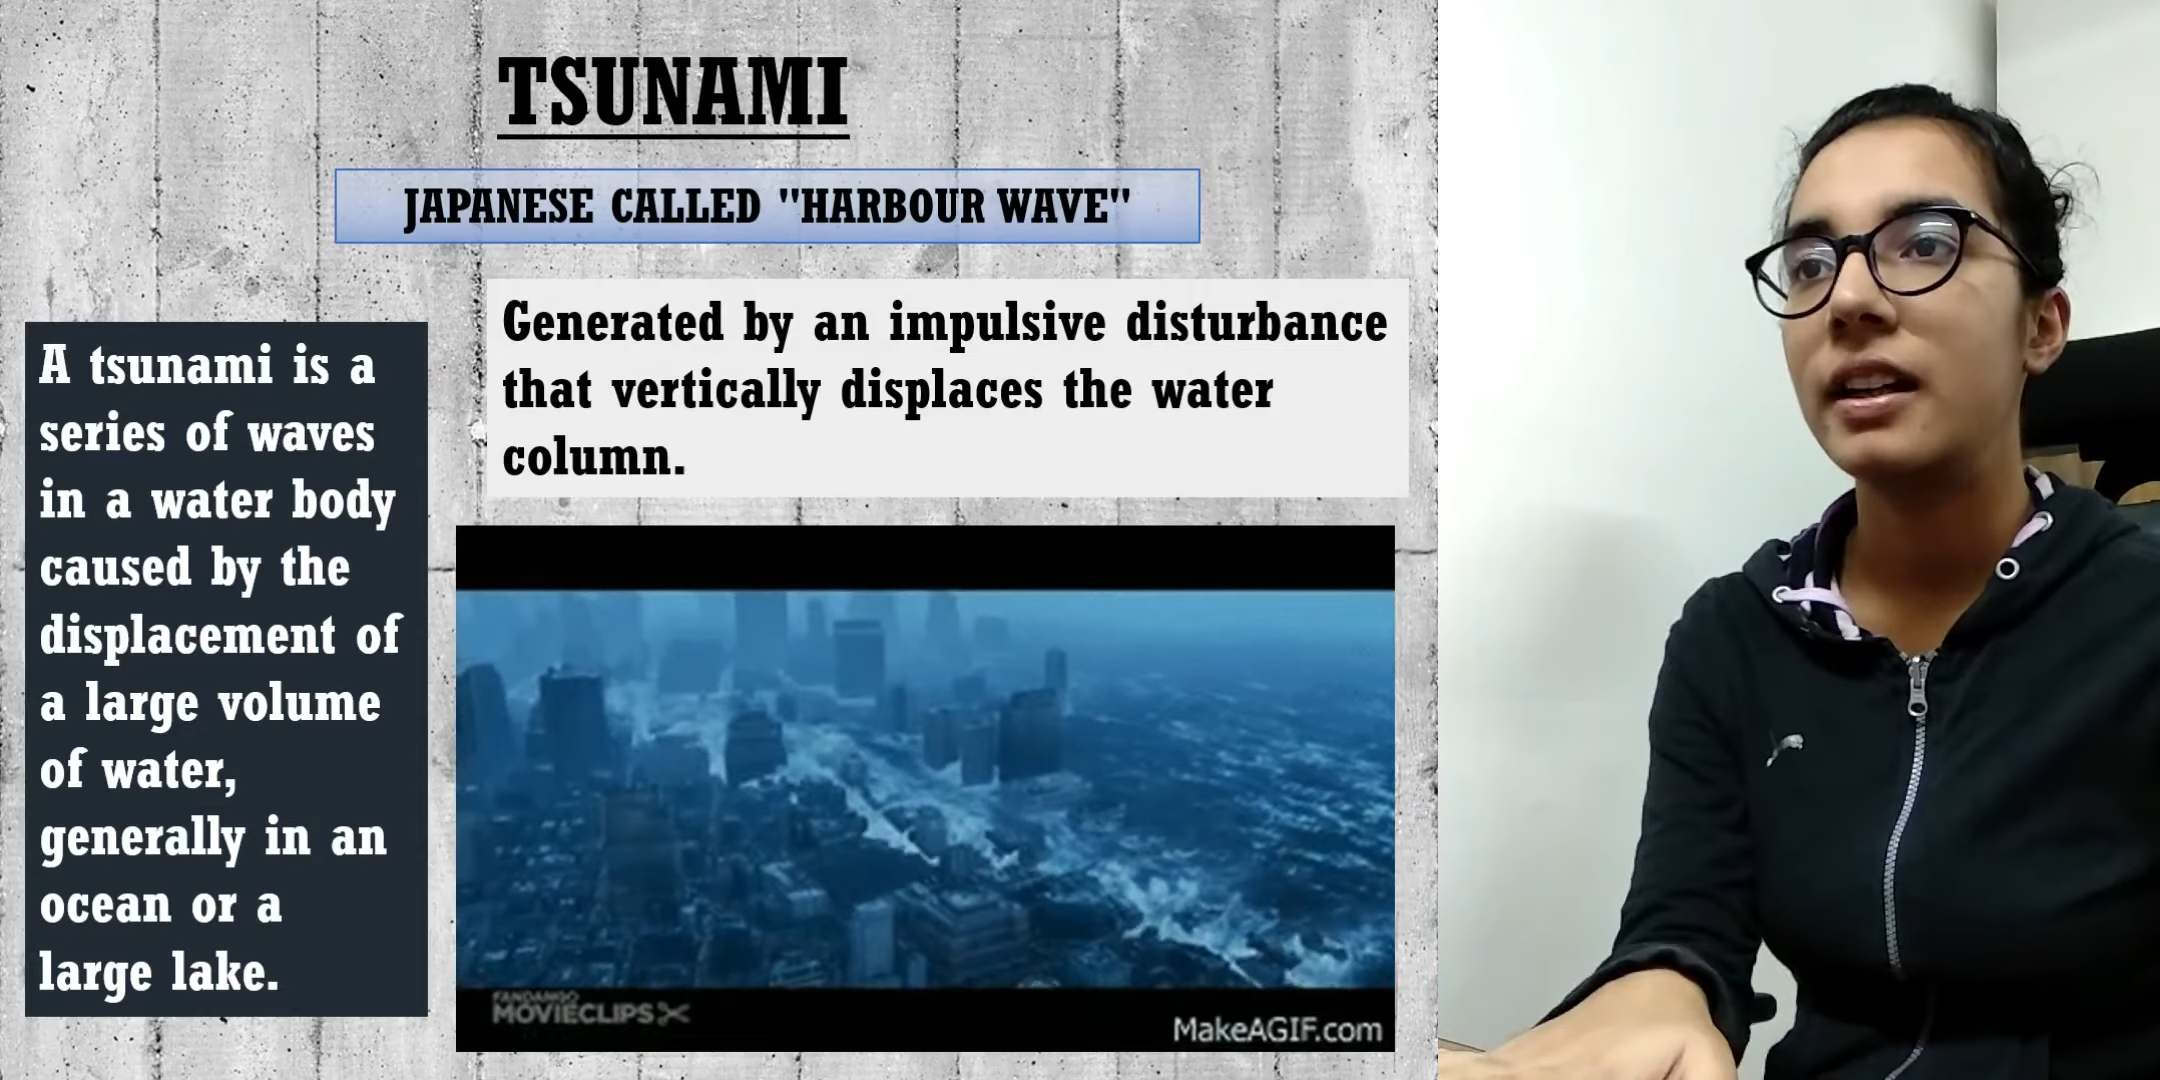 TSUNAMI
JAPANESE CALLED "HARBOUR WAVE"
Generated by an impulsive disturbance
that vertically displaces the water
column.
A tsunami is a
series of waves
in a water body
caused by the
displacement of
a large volume
of water,
generally in an
ocean or a
large lake.
FANDANGO
MOVIECLIPS
MakeAGIF.com